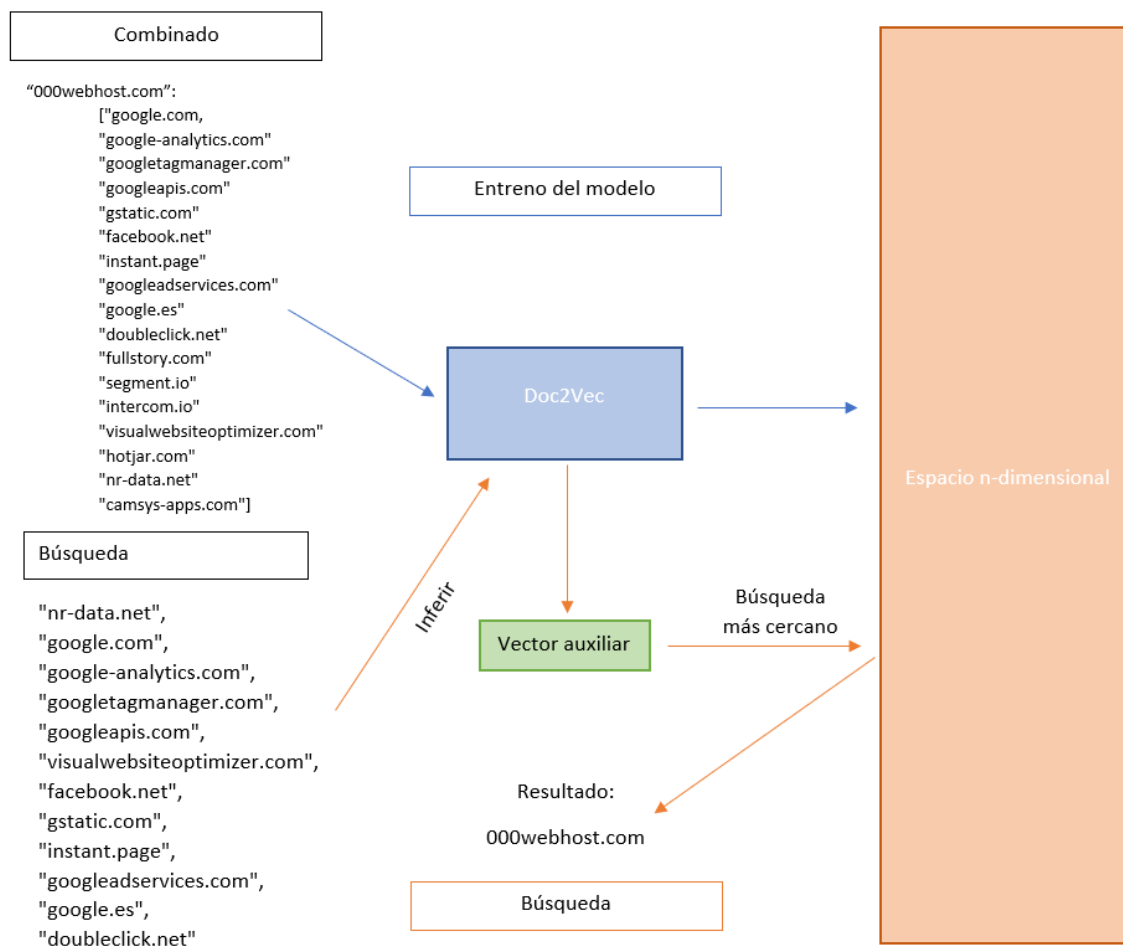 Combinado
“000webhost.com”:
["google.com,
"google-analytics.com"
"googletagmanager.com"
"googleapis.com"
"gstatic.com"
"facebook.net"
"instant.page"
"googleadservices.com"
"google.es"
"doubleclick.net"
"fullstory.com"
"segment.io"
"intercom.io"
"visualwebsiteoptimizer.com"
"hotjar.com"
"nr-data.net"
"camsys-apps.com"]
Entreno del modelo
Doc2Vec
Espacio n-dimensional
Búsqueda
"nr-data.net",
"google.com",
"google-analytics.com",
"googletagmanager.com",
"googleapis.com",
"visualwebsiteoptimizer.com",
"facebook.net",
"gstatic.com",
"instant.page",
"googleadservices.com",
"google.es",
"doubleclick.net"
Inferir
Vector auxiliar
Búsqueda
más cercano
Resultado:
000webhost.com
Búsqueda